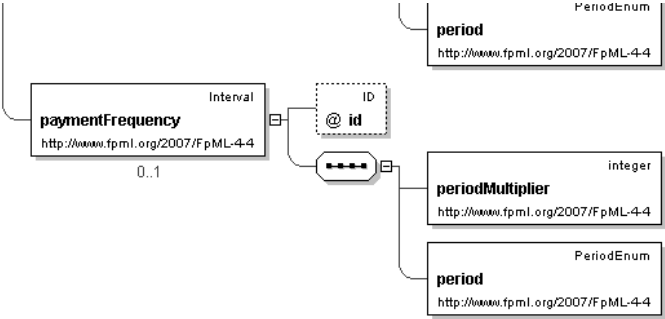 PeriodEnum
period
http://www.fpml.org/2007/FpML-4-4
Interval
paymentFrequency
http://www.fpml.org/2007/FpML-4-4
0..1
ID
@ id
integer
periodMultiplier
http://www.fpml.org/2007/FpML-4-4
PeriodEnum
period
http://www.fpml.org/2007/FpML-4-4